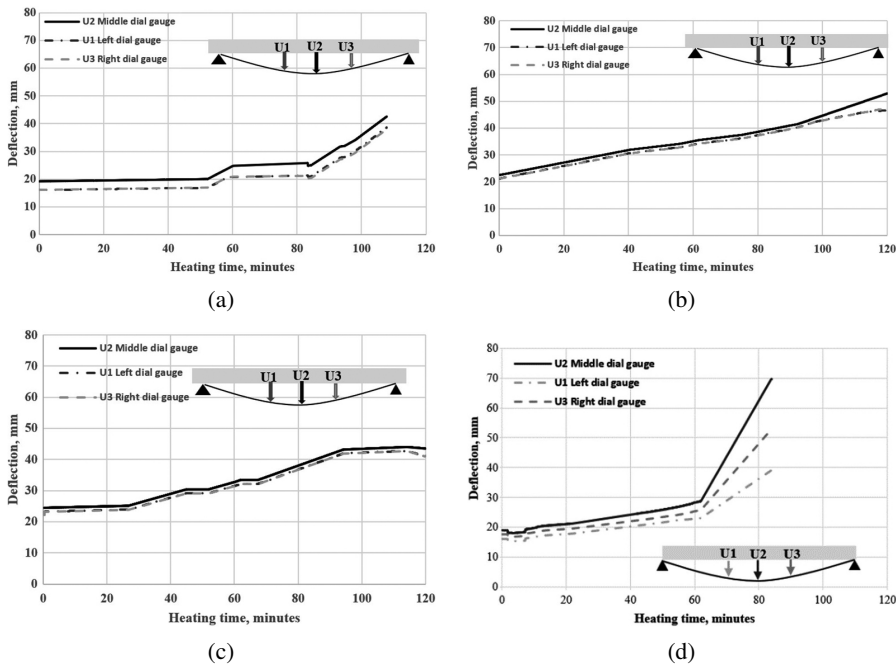 80
70
60
50
40
30
20
10
0
Deflection, mm
U2 Middle dial gauge
U1 Left dial gauge
U3 Right dial gauge
U1 U2 U3
0 20 40 60 80 100 120
Heating time, minutes
(a)
80
70
60
50
40
30
20
10
0
Deflection, mm
U2 Middle dial gauge
U1 Left dial gauge
U3 Right dial gauge
U1 U2 U3
0 20 40 60 80 100 120
Heating time, minutes
(b)
80
70
60
50
40
30
20
10
0
Deflection, mm
U2 Middle dial gauge
U1 Left dial gauge
U3 Right dial gauge
U1 U2 U3
0 20 40 60 80 100 120
Heating time, minutes
(c)
80
70
60
50
40
30
20
10
0
Deflection, mm
U2 Middle dial gauge
U1 Left dial gauge
U3 Right dial gauge
U1 U2 U3
0 20 40 60 80 100 120
Heating time, minutes
(d)